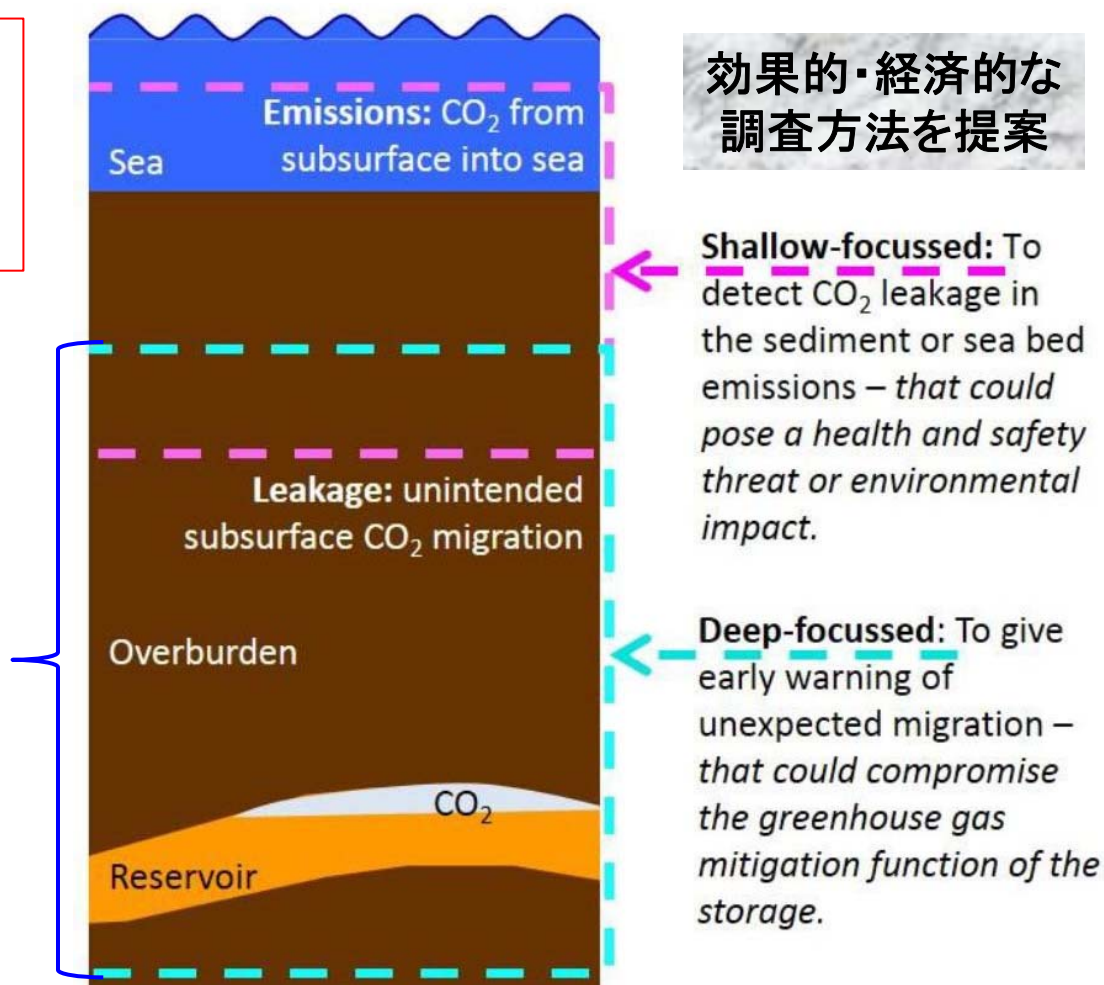 効果的・経済的な
調査方法を提案
Emissions: CO₂ from
subsurface into sea
Sea
Shallow-focussed: To
detect CO₂ leakage in
the sediment or sea bed
emissions – that could
pose a health and safety
threat or environmental
impact.
Leakage: unintended
subsurface CO₂ migration
Overburden
Deep-focussed: To give
early warning of
unexpected migration –
that could compromise
the greenhouse gas
mitigation function of the
storage.
CO₂
Reservoir